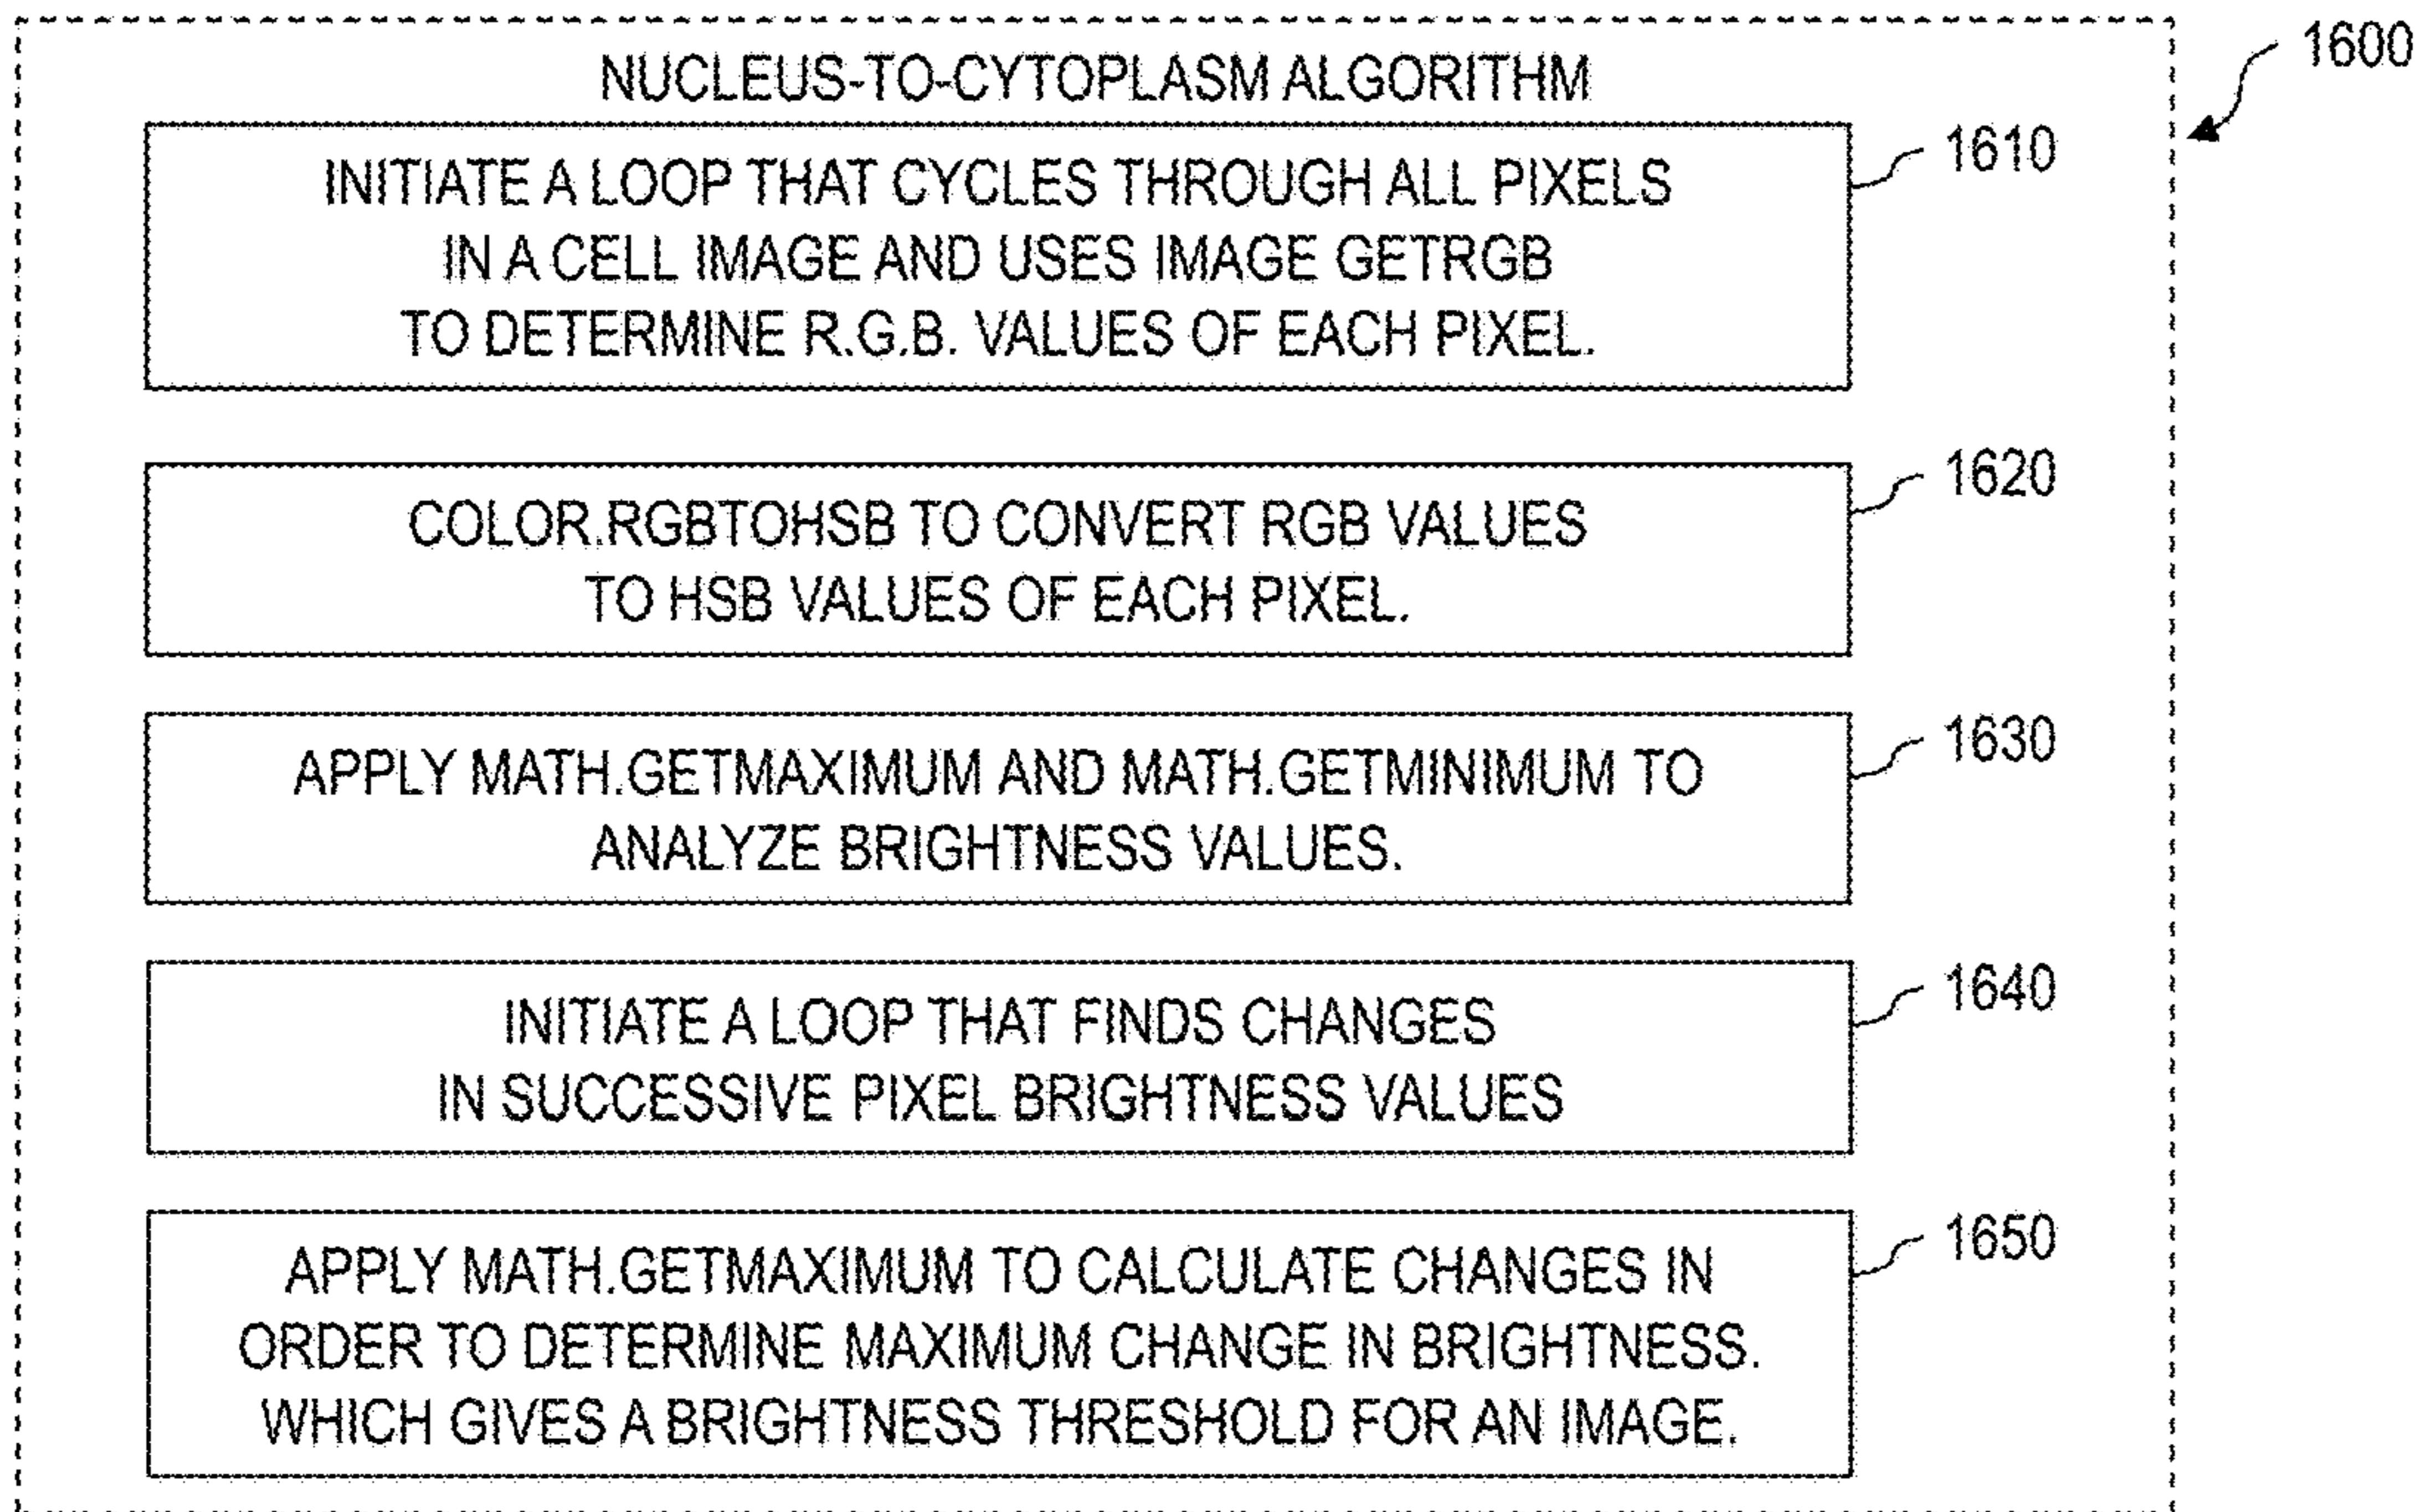 1600
NUCLEUS-TO-CYTOPLASM ALGORITHM
INITIATE A LOOP THAT CYCLES THROUGH ALL PIXELS
IN A CELL IMAGE AND USES IMAGE GETRGB
TO DETERMINE R.G.B. VALUES OF EACH PIXEL.
1610
COLOR.RGBTOHSB TO CONVERT RGB VALUES
TO HSB VALUES OF EACH PIXEL.
1620
APPLY MATH.GETMAXIMUM AND MATH.GETMINIMUM TO
ANALYZE BRIGHTNESS VALUES.
1630
INITIATE A LOOP THAT FINDS CHANGES
IN SUCCESSIVE PIXEL BRIGHTNESS VALUES
1640
APPLY MATH.GETMAXIMUM TO CALCULATE CHANGES IN
ORDER TO DETERMINE MAXIMUM CHANGE IN BRIGHTNESS.
WHICH GIVES A BRIGHTNESS THRESHOLD FOR AN IMAGE.
1650